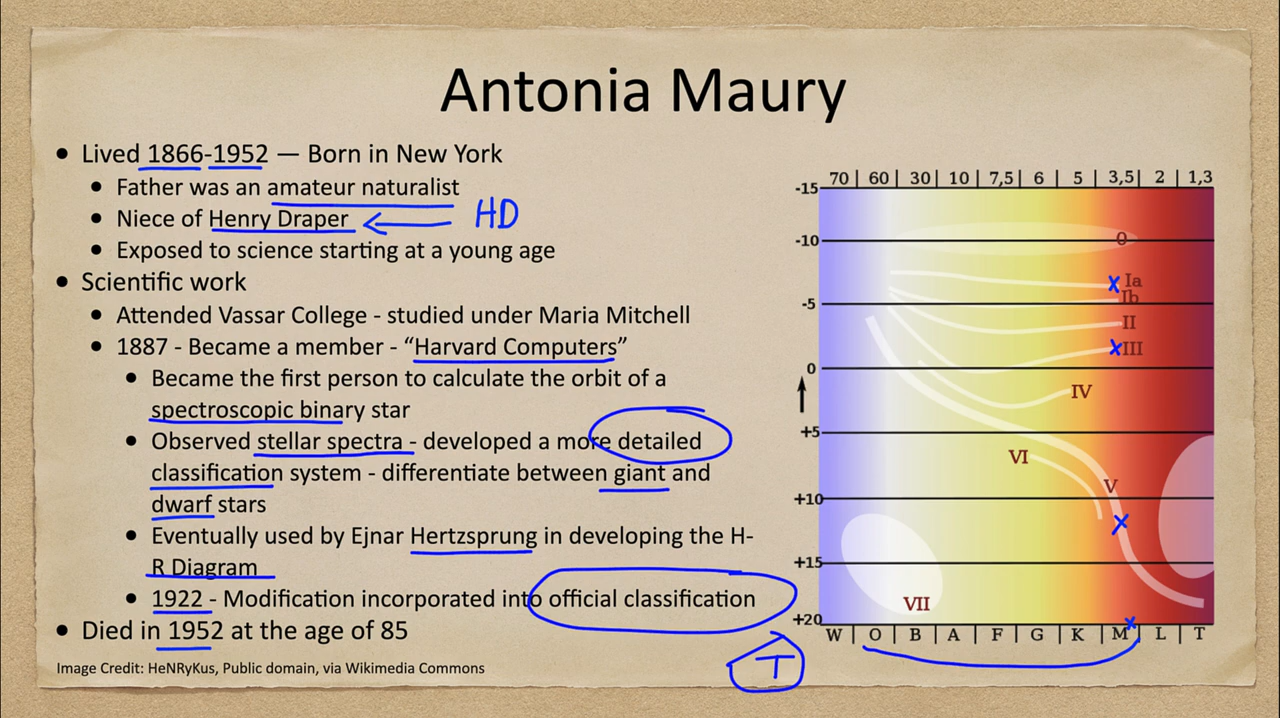 Antonia Maury
• Lived 1866-1952 — Born in New York
• Father was an amateur naturalist
• Niece of Henry Draper
HD
• Exposed to science starting at a young age
• Scientific work
• Attended Vassar College - studied under Maria Mitchell
• 1887 - Became a member - “Harvard Computers”
• Became the first person to calculate the orbit of a
spectroscopic binary star
• Observed stellar spectra - developed a more detailed
classification system - differentiate between giant and
dwarf stars
• Eventually used by Ejnar Hertzsprung in developing the H-
R Diagram
• 1922 - Modification incorporated into official classification
• Died in 1952 at the age of 85
Image Credit: HeNRyKus, Public domain, via Wikimedia Commons
T
70 | 60 | 30 | 10 | 7,5 | 6 | 5 | 3,5 | 2 | 1,3
-15
-10
-5
0
+5
+10
+15
+20
0
Ia
Ib
II
III
IV
VI
V
VII
W | O | B | A | F | G | K | M | L | T